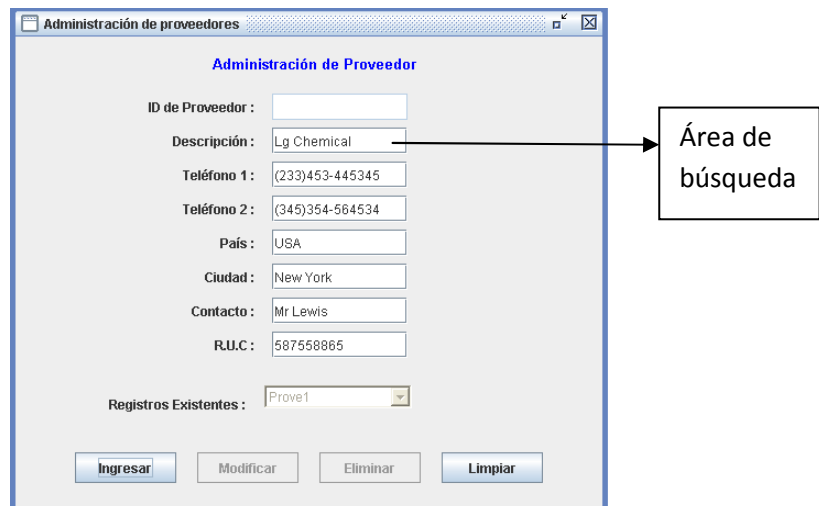 Administración de proveedores
Administración de Proveedor
ID de Proveedor :
Descripción : Lg Chemical
Área de
búsqueda
Teléfono 1 : (233)453-445345
Teléfono 2 : (345)354-564534
País : USA
Ciudad : New York
Contacto : Mr Lewis
R.U.C : 587558865
Registros Existentes : Prove1
Ingresar Modificar Eliminar Limpiar